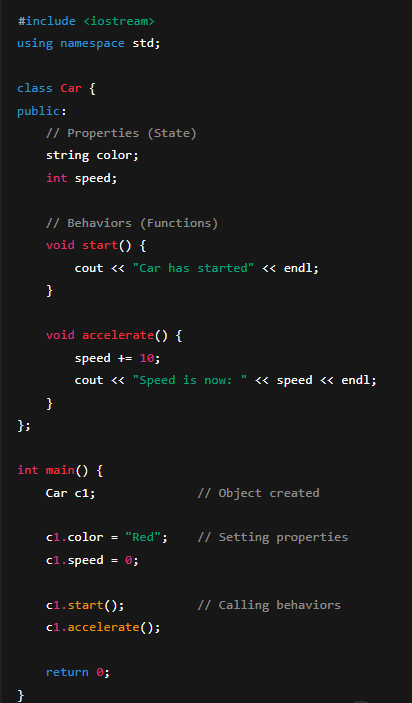 #include <iostream>
using namespace std;

class Car {
public:
    // Properties (State)
    string color;
    int speed;

    // Behaviors (Functions)
    void start() {
        cout << "Car has started" << endl;
    }

    void accelerate() {
        speed += 10;
        cout << "Speed is now: " << speed << endl;
    }
};

int main() {
    Car c1;              // Object created

    c1.color = "Red";    // Setting properties
    c1.speed = 0;

    c1.start();          // Calling behaviors
    c1.accelerate();

    return 0;
}